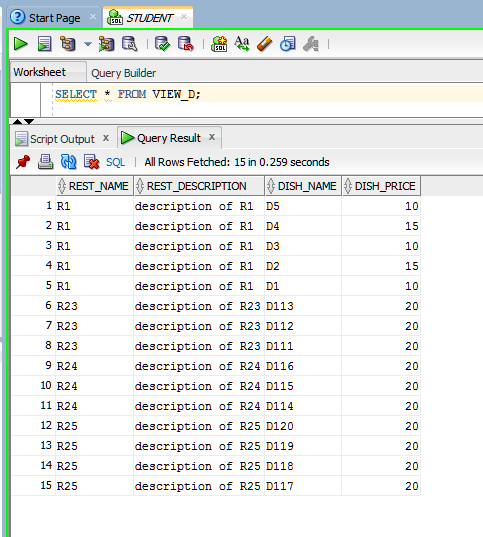 Start Page STUDENT
Worksheet Query Builder
SELECT * FROM VIEW_D;
Script Output x Query Result x
SQL | All Rows Fetched: 15 in 0.259 seconds
REST_NAME REST_DESCRIPTION DISH_NAME DISH_PRICE
1 R1 description of R1 D5 10
2 R1 description of R1 D4 15
3 R1 description of R1 D3 10
4 R1 description of R1 D2 15
5 R1 description of R1 D1 10
6 R23 description of R23 D113 20
7 R23 description of R23 D112 20
8 R23 description of R23 D111 20
9 R24 description of R24 D116 20
10 R24 description of R24 D115 20
11 R24 description of R24 D114 20
12 R25 description of R25 D120 20
13 R25 description of R25 D119 20
14 R25 description of R25 D118 20
15 R25 description of R25 D117 20